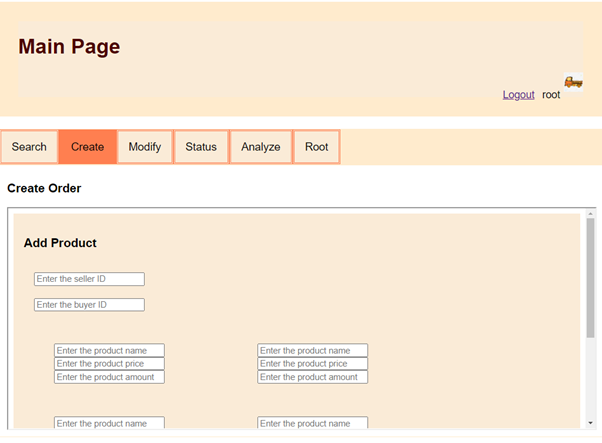 Main Page
Logout root
Search Create Modify Status Analyze Root
Create Order
Add Product
Enter the seller ID
Enter the buyer ID
Enter the product name Enter the product name
Enter the product price Enter the product price
Enter the product amount Enter the product amount
Enter the product name Enter the product name